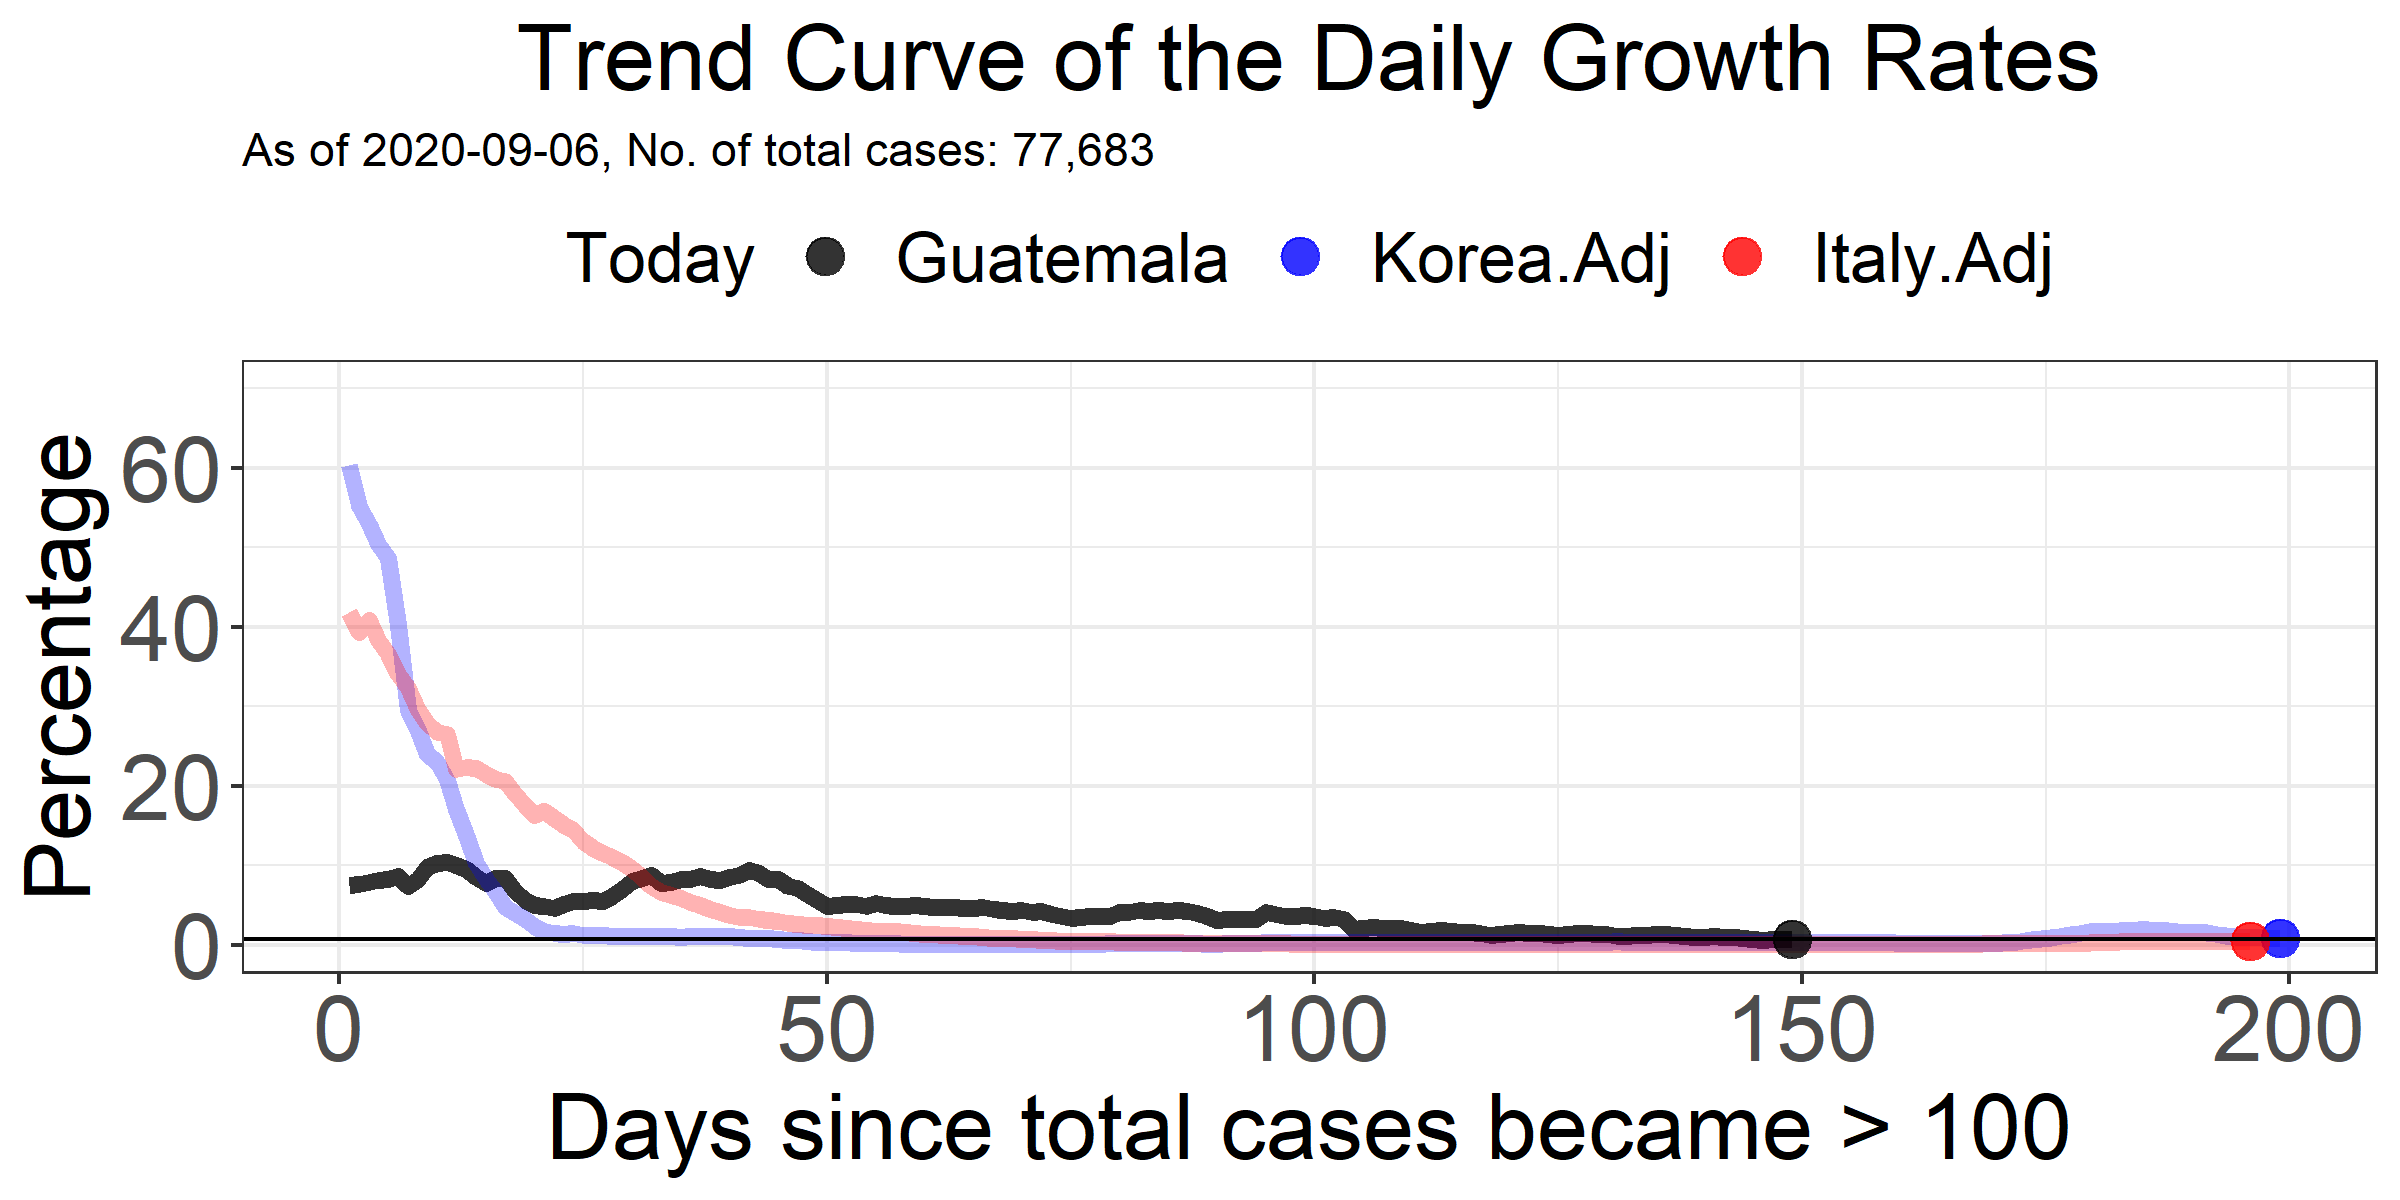 Trend Curve of the Daily Growth Rates
As of 2020-09-06, No. of total cases: 77,683
Today Guatemala Korea.Adj Italy.Adj
Percentage
60
40
20
0
0 50 100 150 200
Days since total cases became > 100